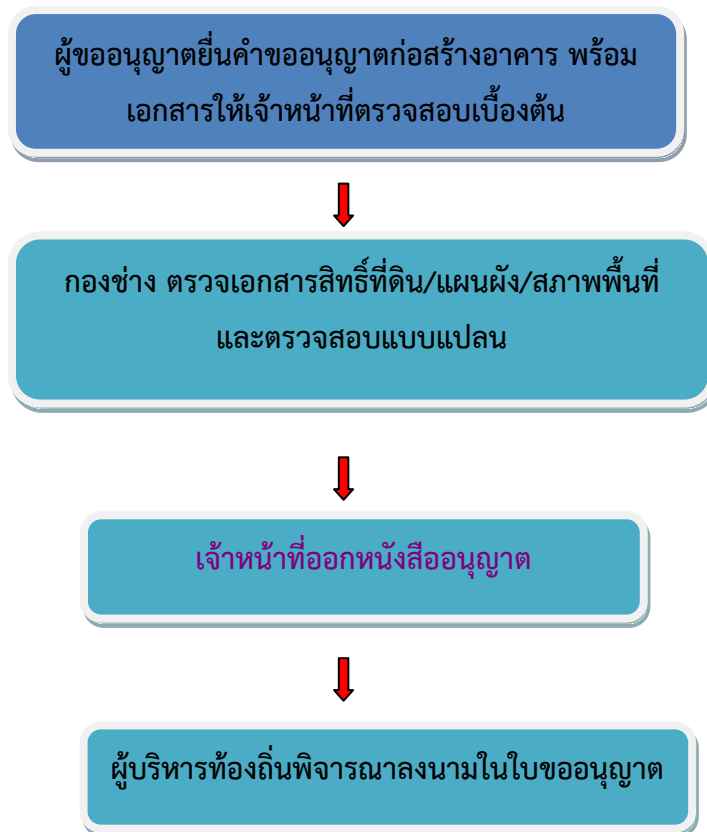 ผู้ขออนุญาตยื่นคำขออนุญาตก่อสร้างอาคาร พร้อม
เอกสารให้เจ้าหน้าที่ตรวจสอบเบื้องต้น
กองช่าง ตรวจเอกสารสิทธิ์ที่ดิน/แผนผัง/สภาพพื้นที่
และตรวจสอบแบบแปลน
เจ้าหน้าที่ออกหนังสืออนุญาต
ผู้บริหารท้องถิ่นพิจารณาลงนามในใบขออนุญาต